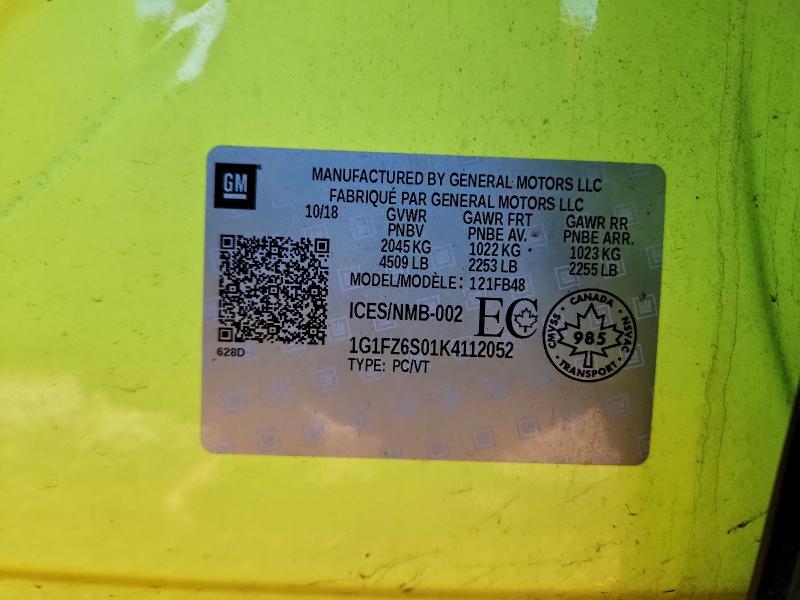 GM
MANUFACTURED BY GENERAL MOTORS LLC
FABRIQUÉ PAR GENERAL MOTORS LLC
10/18 GVWR GAWR FRT GAWR RR
PNBV PNBE AV. PNBE ARR.
2045 KG 1022 KG 1023 KG
4509 LB 2253 LB 2255 LB
MODEL/MODÈLE: 121FB48
ICES/NMB-002 EC
628D
1G1FZ6S01K4112052
TYPE: PC/VT
CANADA
CMVSS 985 NSVAC
TRANSPORT